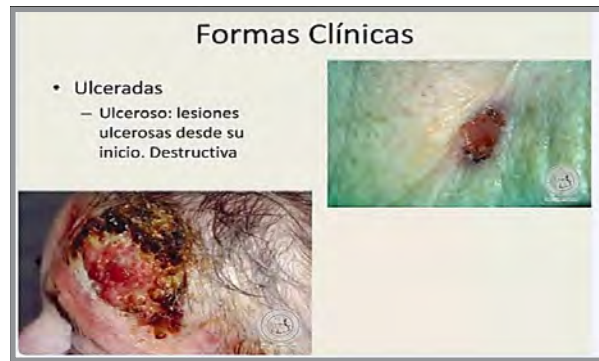 Formas Clínicas
• Ulceradas
– Ulceroso: lesiones
ulcerosas desde su
inicio. Destructiva